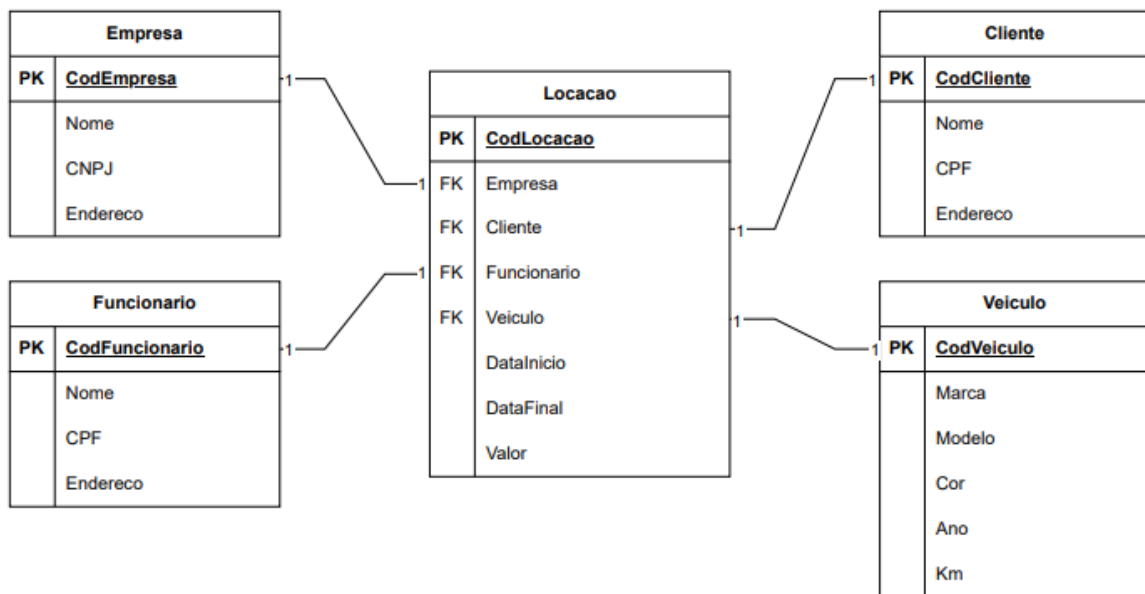 Empresa
PK CodEmpresa
Nome
CNPJ
Endereco
1
1
Funcionario
PK CodFuncionario
Nome
CPF
Endereco
1
1
Locacao
PK CodLocacao
FK Empresa
FK Cliente
FK Funcionario
FK Veiculo
DataInicio
DataFinal
Valor
1
1
Cliente
PK CodCliente
Nome
CPF
Endereco
1
1
Veiculo
PK CodVeiculo
Marca
Modelo
Cor
Ano
Km